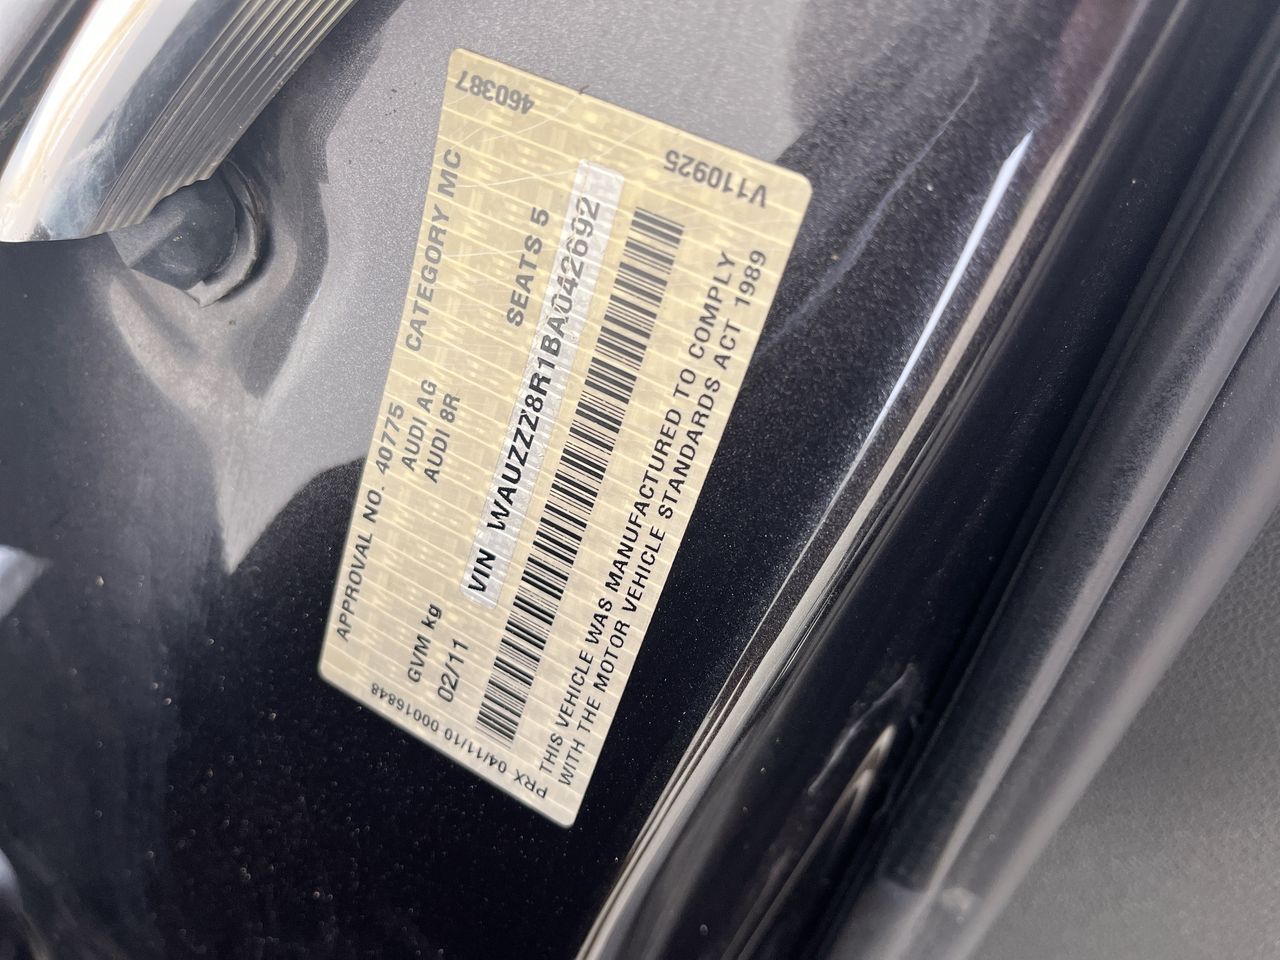 460387
V110925
APPROVAL NO. 40775 CATEGORY MC
AUDI AG
AUDI 8R SEATS 5
GVM kg
02/11 VIN WAUZZZ8R1BA042692
THIS VEHICLE WAS MANUFACTURED TO COMPLY
WITH THE MOTOR VEHICLE STANDARDS ACT 1989
PRX 04/11/10 00016848